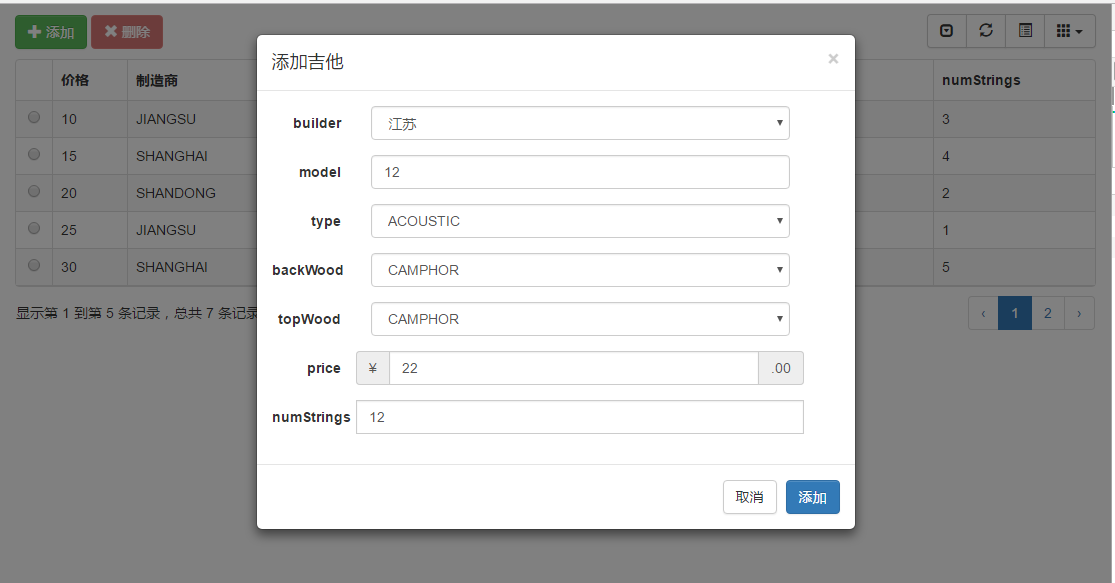 添加 删除
价格 制造商 numStrings
10 JIANGSU 3
15 SHANGHAI 4
20 SHANDONG 2
25 JIANGSU 1
30 SHANGHAI 5
显示第 1 到第 5 条记录，总共 7 条记录
‹ 1 2 ›
添加吉他 ×
builder 江苏
model 12
type ACOUSTIC
backWood CAMPHOR
topWood CAMPHOR
price ¥ 22 .00
numStrings 12
取消 添加